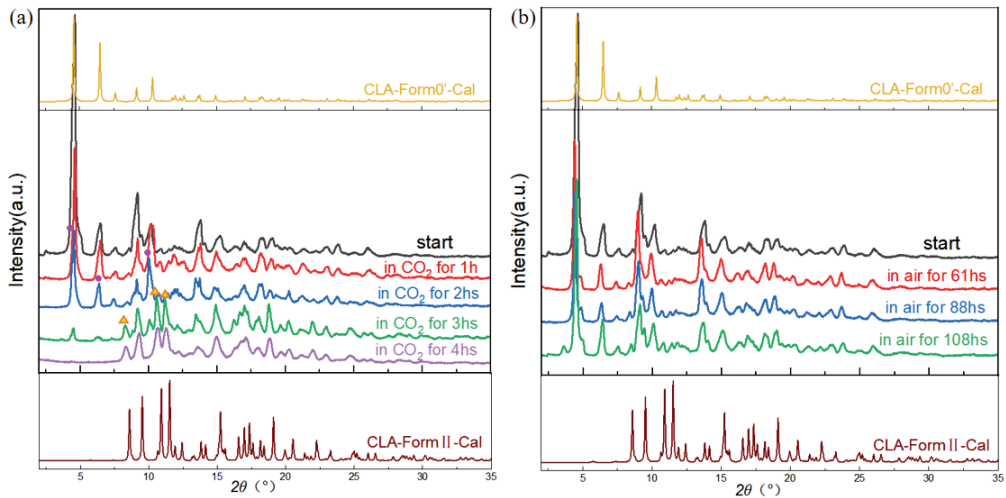 (a)
CLA-Form0'-Cal
Intensity(a.u.)
start
in CO₂ for 1h
in CO₂ for 2hs
in CO₂ for 3hs
in CO₂ for 4hs
CLA-FormⅡ-Cal
5 10 15 20 25 30 35
2θ (°)
(b)
CLA-Form0'-Cal
Intensity(a.u.)
start
in air for 61hs
in air for 88hs
in air for 108hs
CLA-FormⅡ-Cal
5 10 15 20 25 30 35
2θ (°)